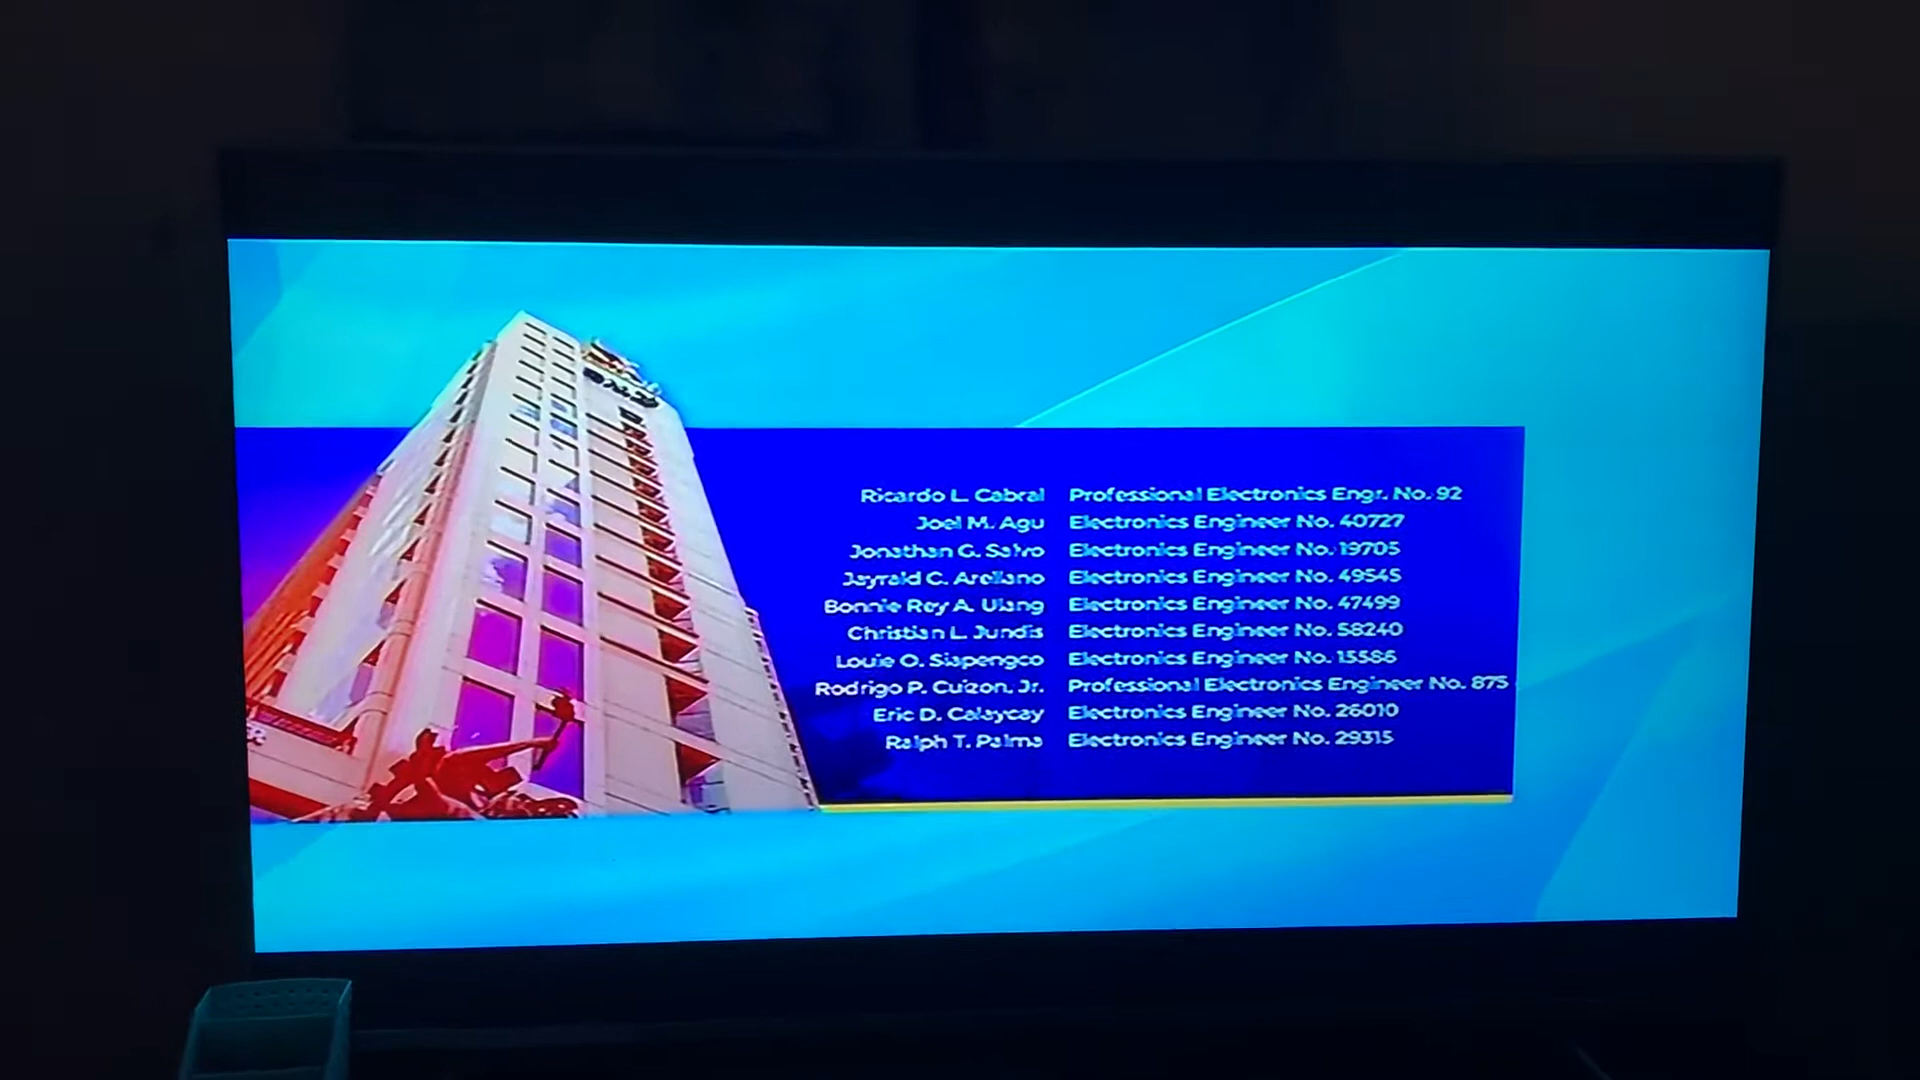 Ricardo L. Cabral Professional Electronics Engr. No. 92
Joel M. Agu Electronics Engineer No. 40727
Jonathan G. Salvo Electronics Engineer No. 19705
Jayrald C. Arellano Electronics Engineer No. 49545
Bonnie Rey A. Ulang Electronics Engineer No. 47499
Christian L. Jundis Electronics Engineer No. 58240
Louie O. Siapengco Electronics Engineer No. 15586
Rodrigo P. Cuizon, Jr. Professional Electronics Engineer No. 875
Eric D. Calaycay Electronics Engineer No. 26010
Ralph T. Palma Electronics Engineer No. 29315